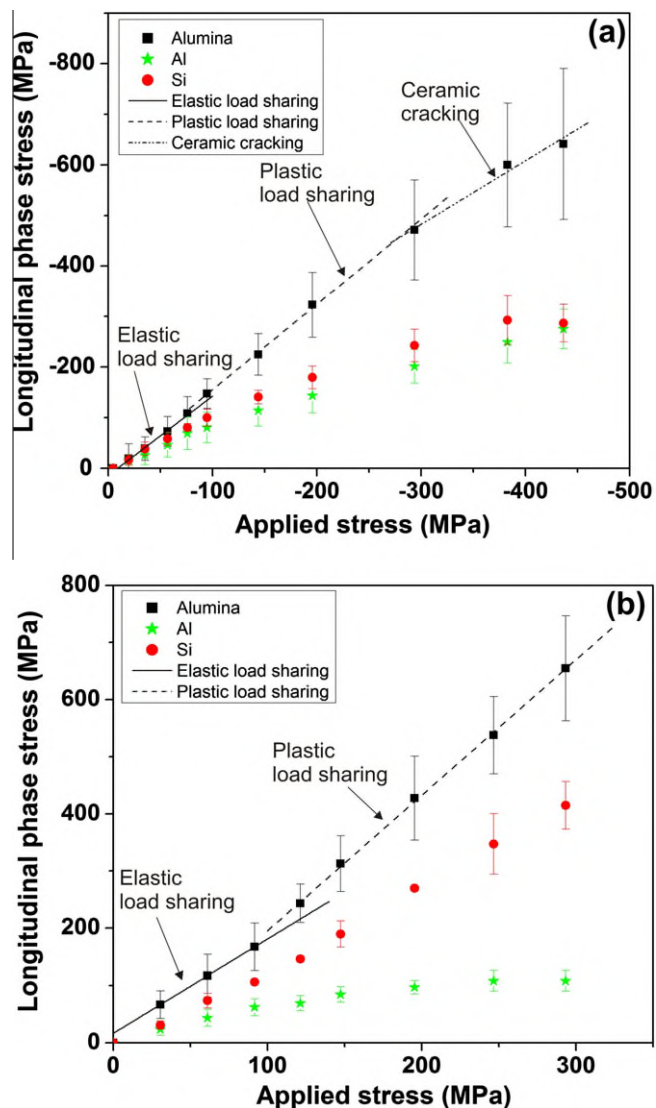 (a)
Alumina
Al
Si
Elastic load sharing
Plastic load sharing
Ceramic cracking
Ceramic
cracking
Plastic
load sharing
Elastic
load sharing
Longitudinal phase stress (MPa)
-800
-600
-400
-200
0
0 -100 -200 -300 -400 -500
Applied stress (MPa)
(b)
Alumina
Al
Si
Elastic load sharing
Plastic load sharing
Plastic
load sharing
Elastic
load sharing
Longitudinal phase stress (MPa)
800
600
400
200
0
0 100 200 300
Applied stress (MPa)